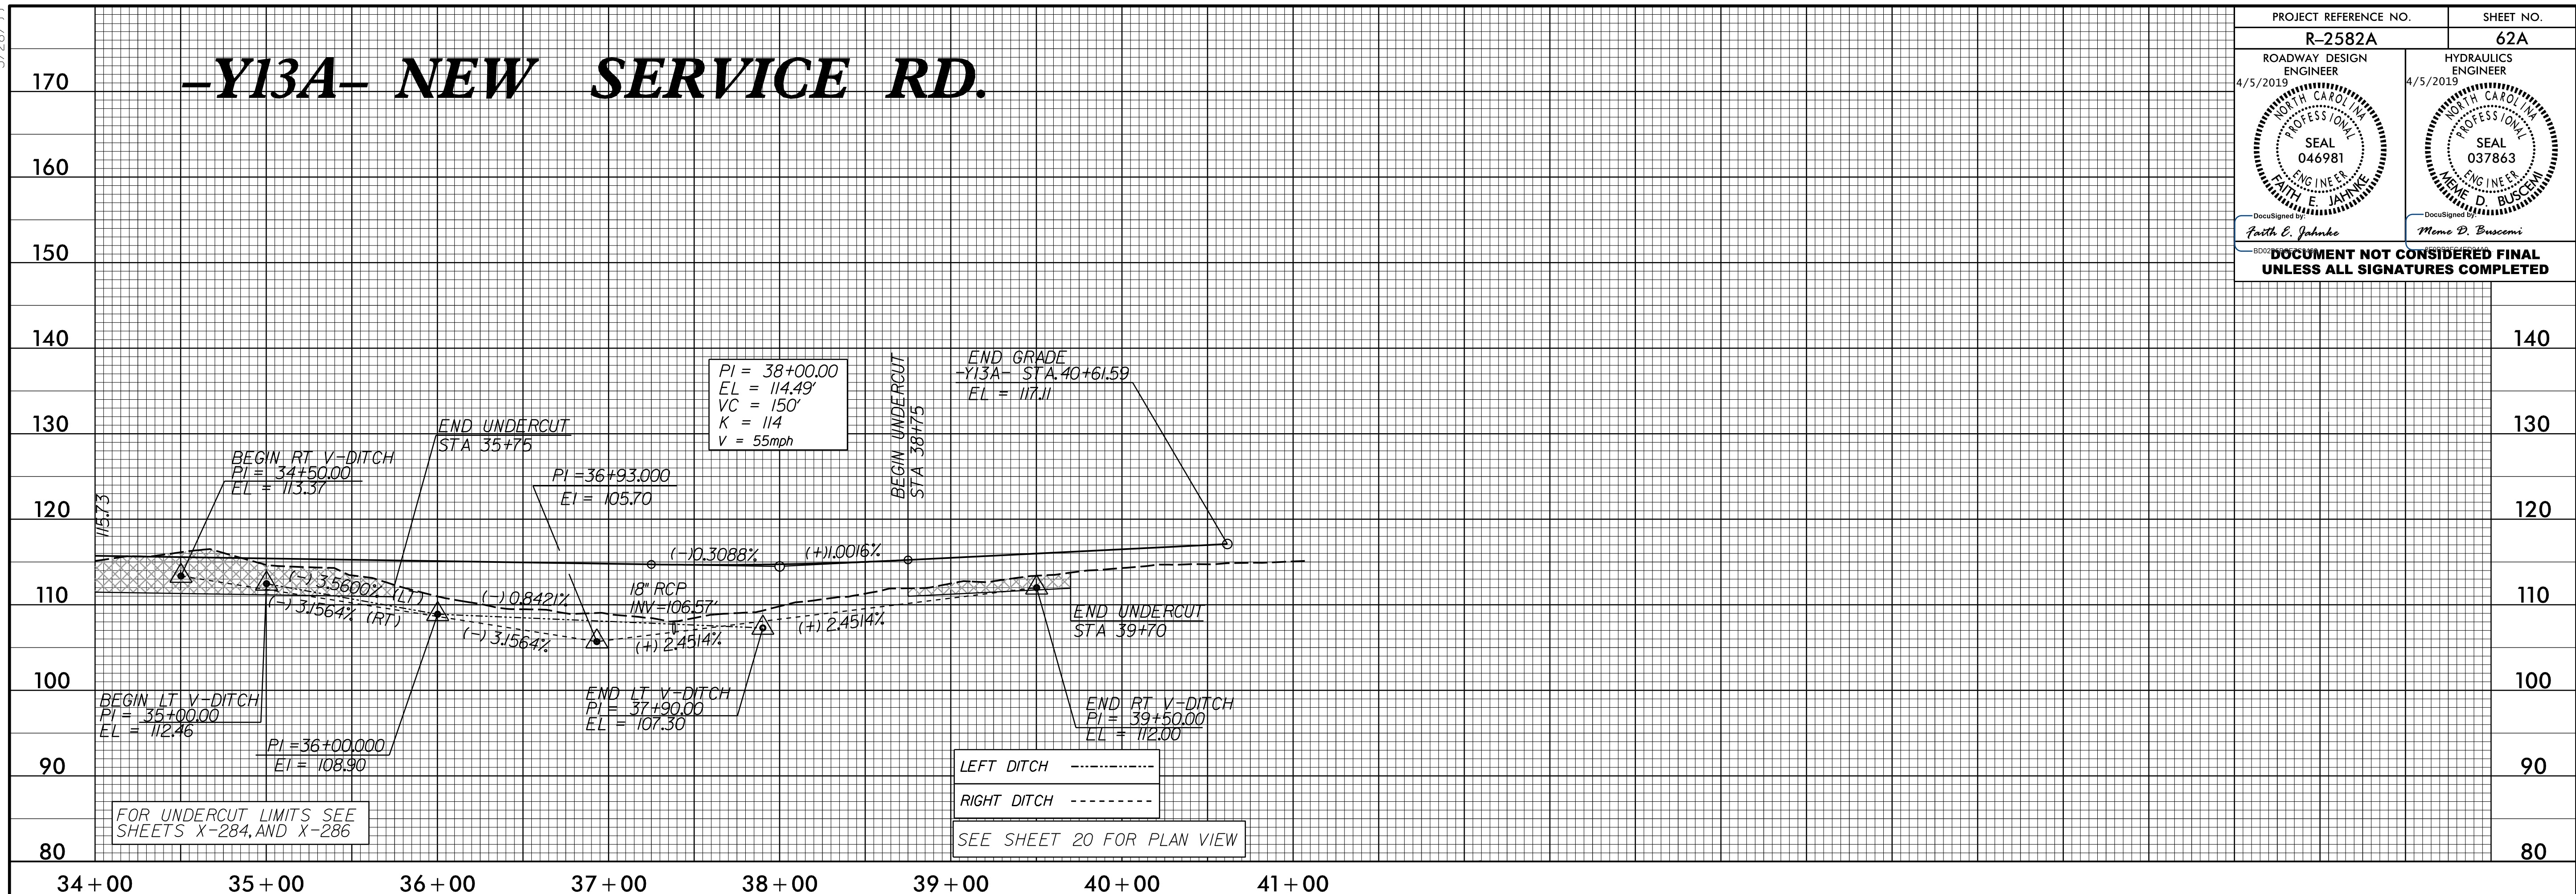 PROJECT REFERENCE NO.
SHEET NO.
R-2582A
62A
ROADWAY DESIGN
ENGINEER
HYDRAULICS
ENGINEER
4/5/2019
4/5/2019
NORTH CAROLINA
PROFESSIONAL
SEAL
046981
ENGINEER
FAITH E. JAHNKE
NORTH CAROLINA
PROFESSIONAL
SEAL
037863
ENGINEER
MEME D. BUSCEMI
DocuSigned by:
Faith E. Jahnke
DocuSigned by:
Meme D. Buscemi
DOCUMENT NOT CONSIDERED FINAL
UNLESS ALL SIGNATURES COMPLETED
-Y13A- NEW SERVICE RD.
170
160
150
140
130
120
110
100
90
80
140
130
120
110
100
90
80
115.73
BEGIN RT V-DITCH
PI = 34+50.00
EL = 113.37
END UNDERCUT
STA 35+75
PI =36+93.000
El = 105.70
PI = 38+00.00
EL = 114.49'
VC = 150'
K = 114
V = 55mph
BEGIN UNDERCUT
STA 38+75
END GRADE
-Y13A- STA.40+61.59
EL = 117.11
(-)0.3088%
(+)1.0016%
(-) 3.5600% (LT)
(-) 3.1564% (RT)
(-) 0.8421%
(-) 3.1564%
18" RCP
INV=106.57'
(+) 2.4514%
(+) 2.4514%
END UNDERCUT
STA 39+70
BEGIN LT V-DITCH
PI = 35+00.00
EL = 112.46
PI =36+00.000
El = 108.90
END LT V-DITCH
PI = 37+90.00
EL = 107.30
END RT V-DITCH
PI = 39+50.00
EL = 112.00
LEFT DITCH
RIGHT DITCH
SEE SHEET 20 FOR PLAN VIEW
FOR UNDERCUT LIMITS SEE
SHEETS X-284, AND X-286
34+00 35+00 36+00 37+00 38+00 39+00 40+00 41+00